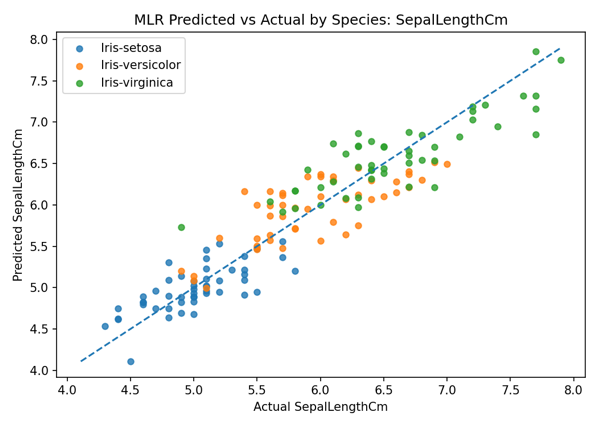 MLR Predicted vs Actual by Species: SepalLengthCm
Iris-setosa
Iris-versicolor
Iris-virginica
Predicted SepalLengthCm
8.0
7.5
7.0
6.5
6.0
5.5
5.0
4.5
4.0
4.0 4.5 5.0 5.5 6.0 6.5 7.0 7.5 8.0
Actual SepalLengthCm